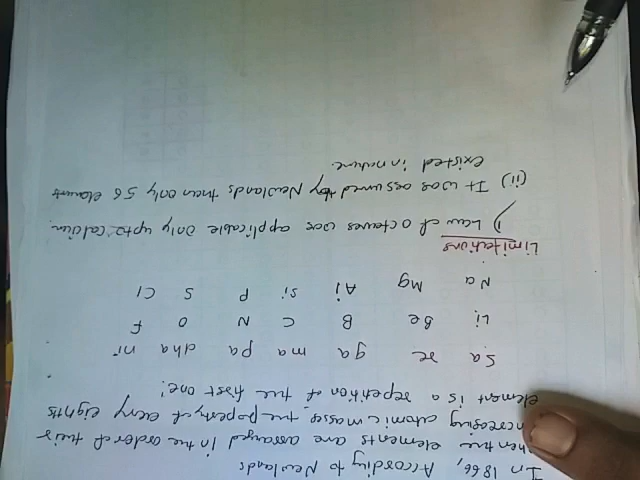 In 1866, According to Newlands
when the elements are arranged in the order of their
increasing atomic masses, the property of every eights
element is a repetition of the first one.'
Sa re ga ma pa dha ni
Li Be B C N O F
Na Mg Al Si P S Cl
Limitations
i) Law of octaves was applicable only upto calcium.
(ii) It was assumed by Newlands then only 56 elements
existed in nature.